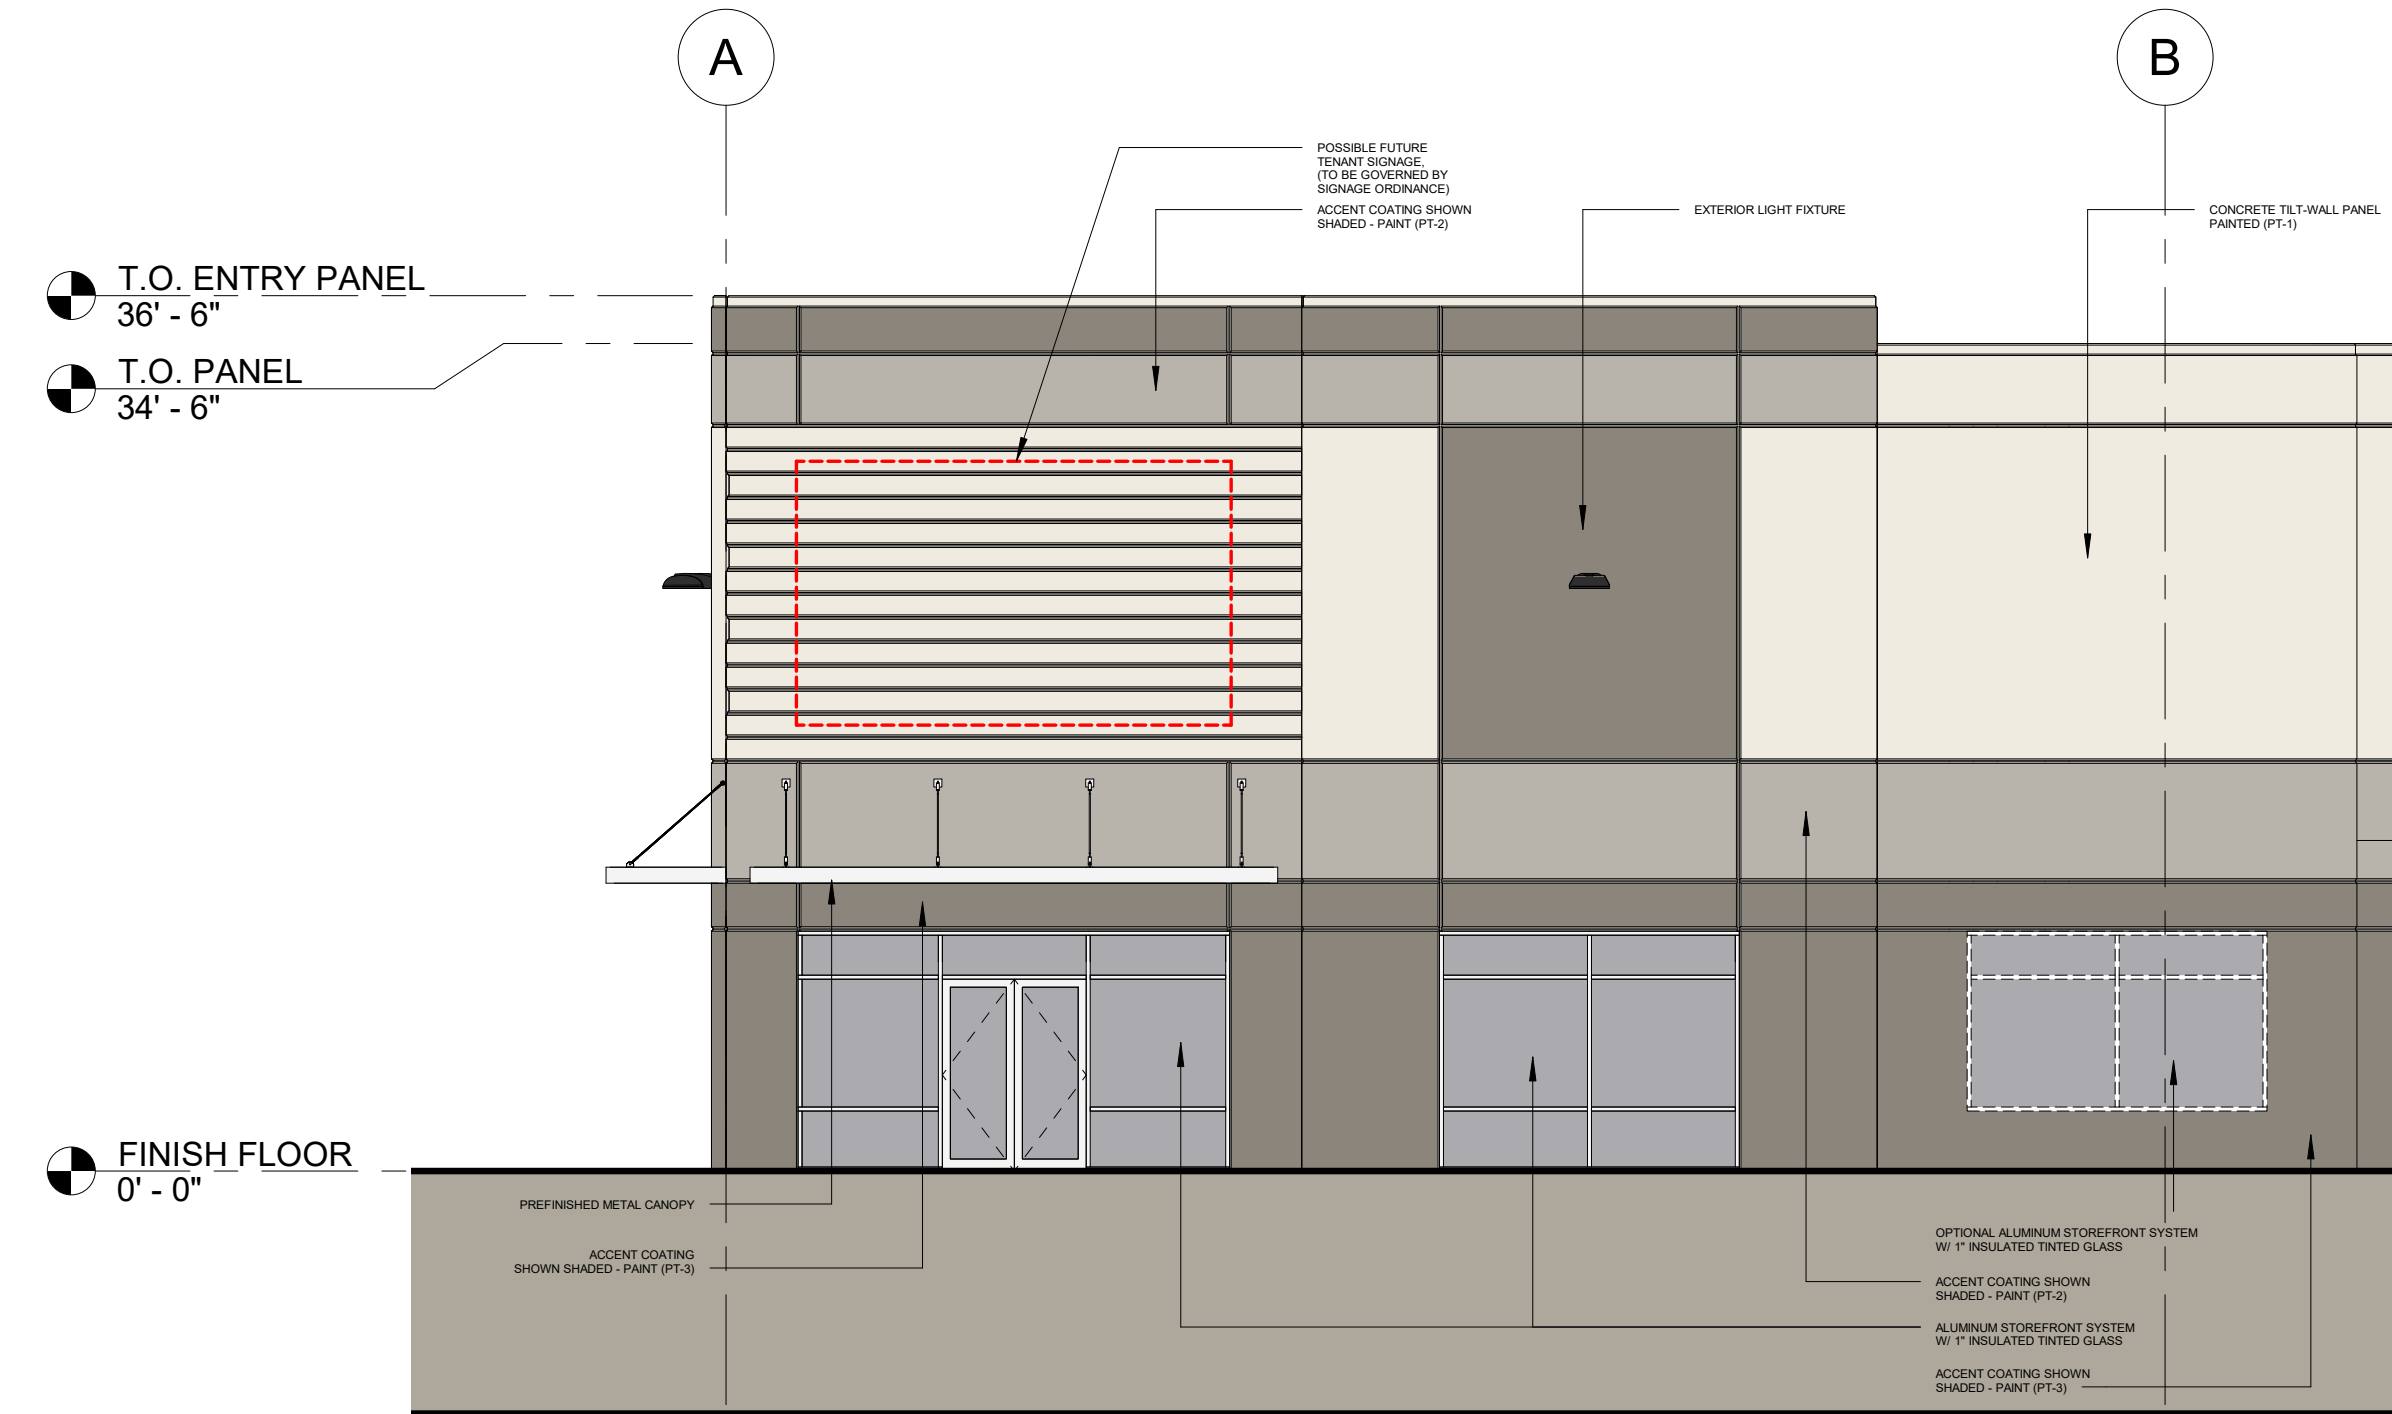 A
B
POSSIBLE FUTURE
TENANT SIGNAGE,
(TO BE GOVERNED BY
SIGNAGE ORDINANCE)
ACCENT COATING SHOWN
SHADED - PAINT (PT-2)
EXTERIOR LIGHT FIXTURE
CONCRETE TILT-WALL PANEL
PAINTED (PT-1)
T.O. ENTRY PANEL
36' - 6"
T.O. PANEL
34' - 6"
FINISH FLOOR
0' - 0"
PREFINISHED METAL CANOPY
ACCENT COATING
SHOWN SHADED - PAINT (PT-3)
OPTIONAL ALUMINUM STOREFRONT SYSTEM
W/ 1" INSULATED TINTED GLASS
ACCENT COATING SHOWN
SHADED - PAINT (PT-2)
ALUMINUM STOREFRONT SYSTEM
W/ 1" INSULATED TINTED GLASS
ACCENT COATING SHOWN
SHADED - PAINT (PT-3)